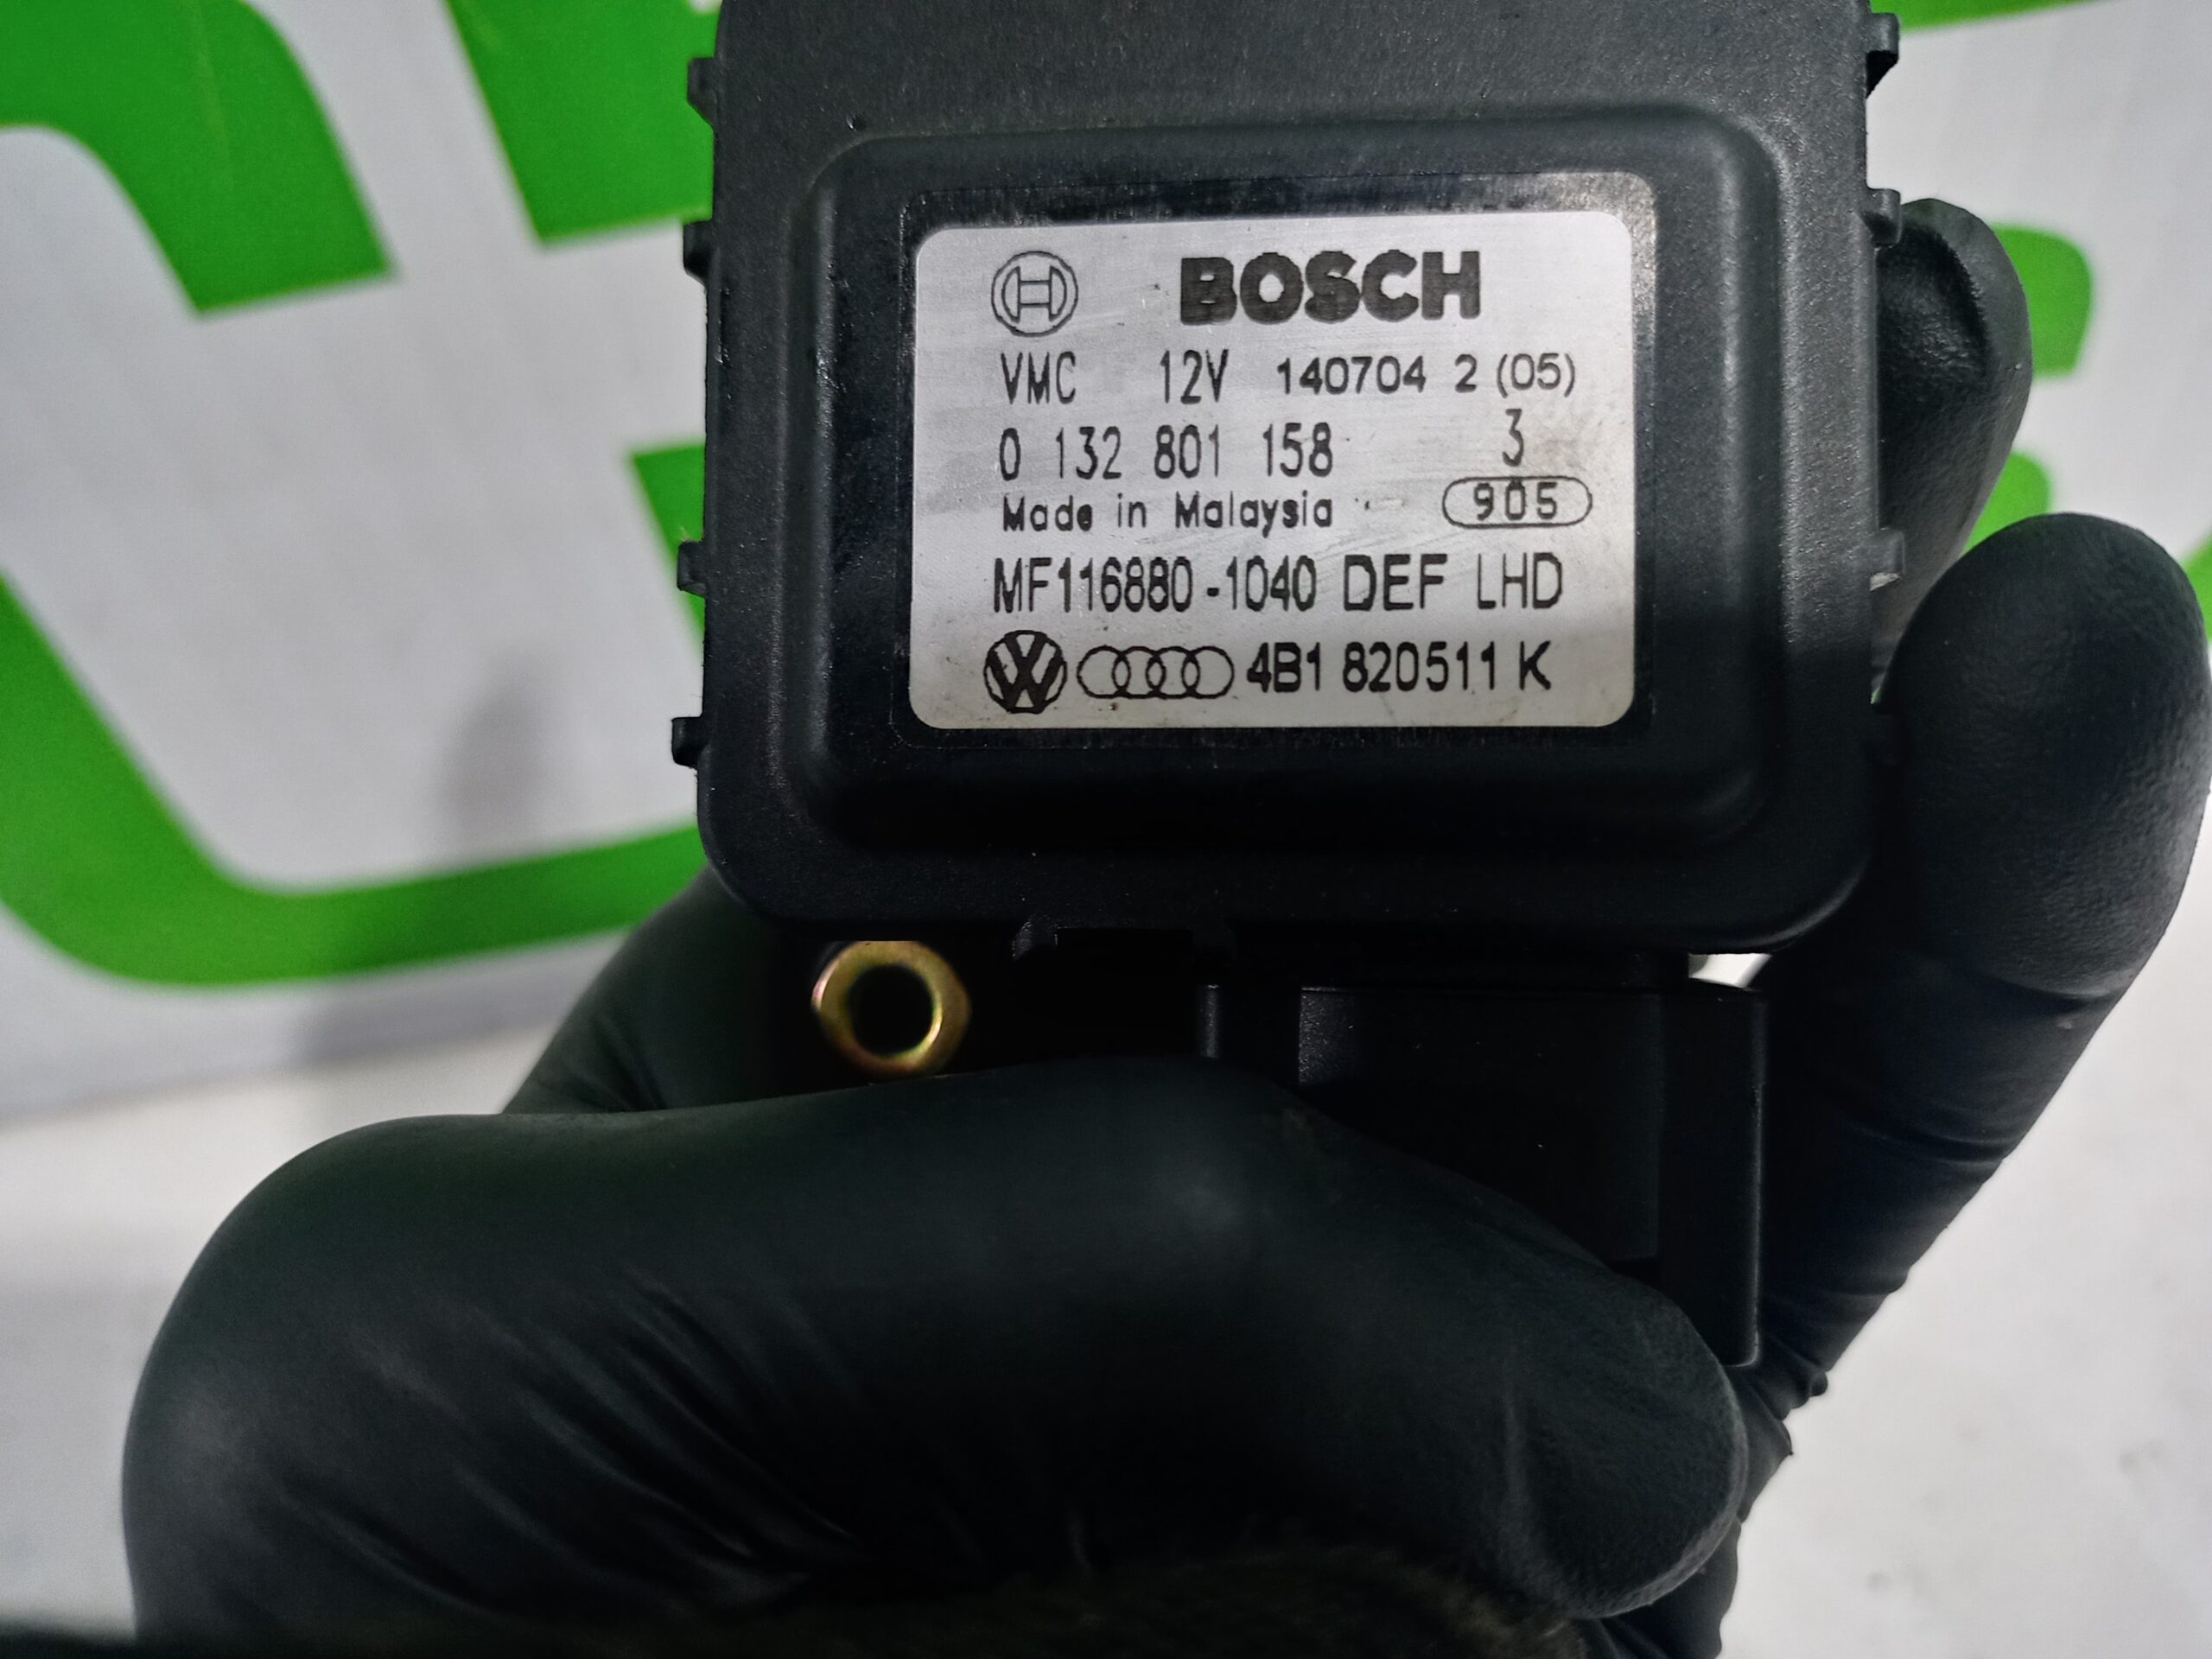 BOSCH
VMC 12V 140704 2 (05)
0 132 801 158 3
Made in Malaysia 905
MF116880-1040 DEF LHD
VW 4B1 820511 K